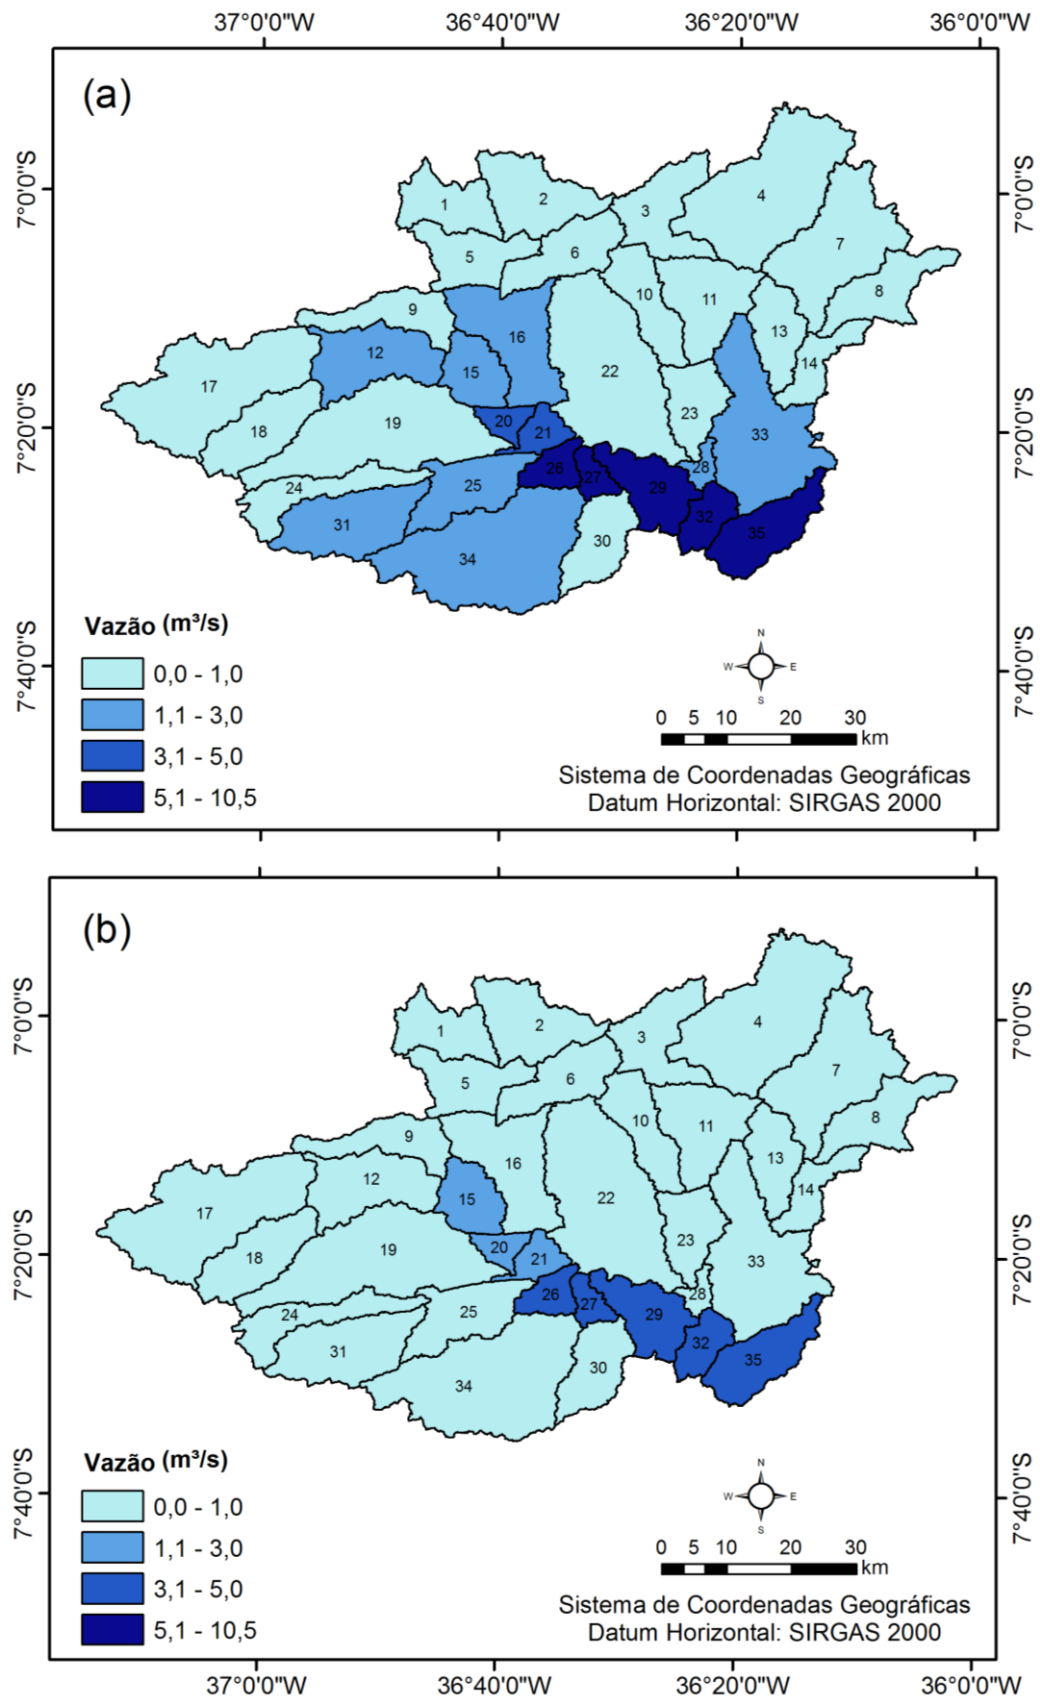 37°0'0"W 36°40'0"W 36°20'0"W 36°0'0"W
(a)
7°0'0"S
7°0'0"S
1 2 3 4
5 6 7
8
9 10 11
12 13
14
15 16
17 18 19
20 21
22 23
24 25
26 27 28
29 30
31 32 33
34 35
7°20'0"S
7°20'0"S
7°40'0"S
7°40'0"S
Vazão (m³/s)
0,0 - 1,0
1,1 - 3,0
3,1 - 5,0
5,1 - 10,5
N
W E
S
0 5 10 20 30
km
Sistema de Coordenadas Geográficas
Datum Horizontal: SIRGAS 2000
(b)
7°0'0"S
7°0'0"S
1 2 3 4
5 6 7
8
9 10 11
12 13
14
15 16
17 18 19
20 21
22 23
24 25
26 27 28
29 30
31 32 33
34 35
7°20'0"S
7°20'0"S
7°40'0"S
7°40'0"S
Vazão (m³/s)
0,0 - 1,0
1,1 - 3,0
3,1 - 5,0
5,1 - 10,5
N
W E
S
0 5 10 20 30
km
Sistema de Coordenadas Geográficas
Datum Horizontal: SIRGAS 2000
37°0'0"W 36°40'0"W 36°20'0"W 36°0'0"W